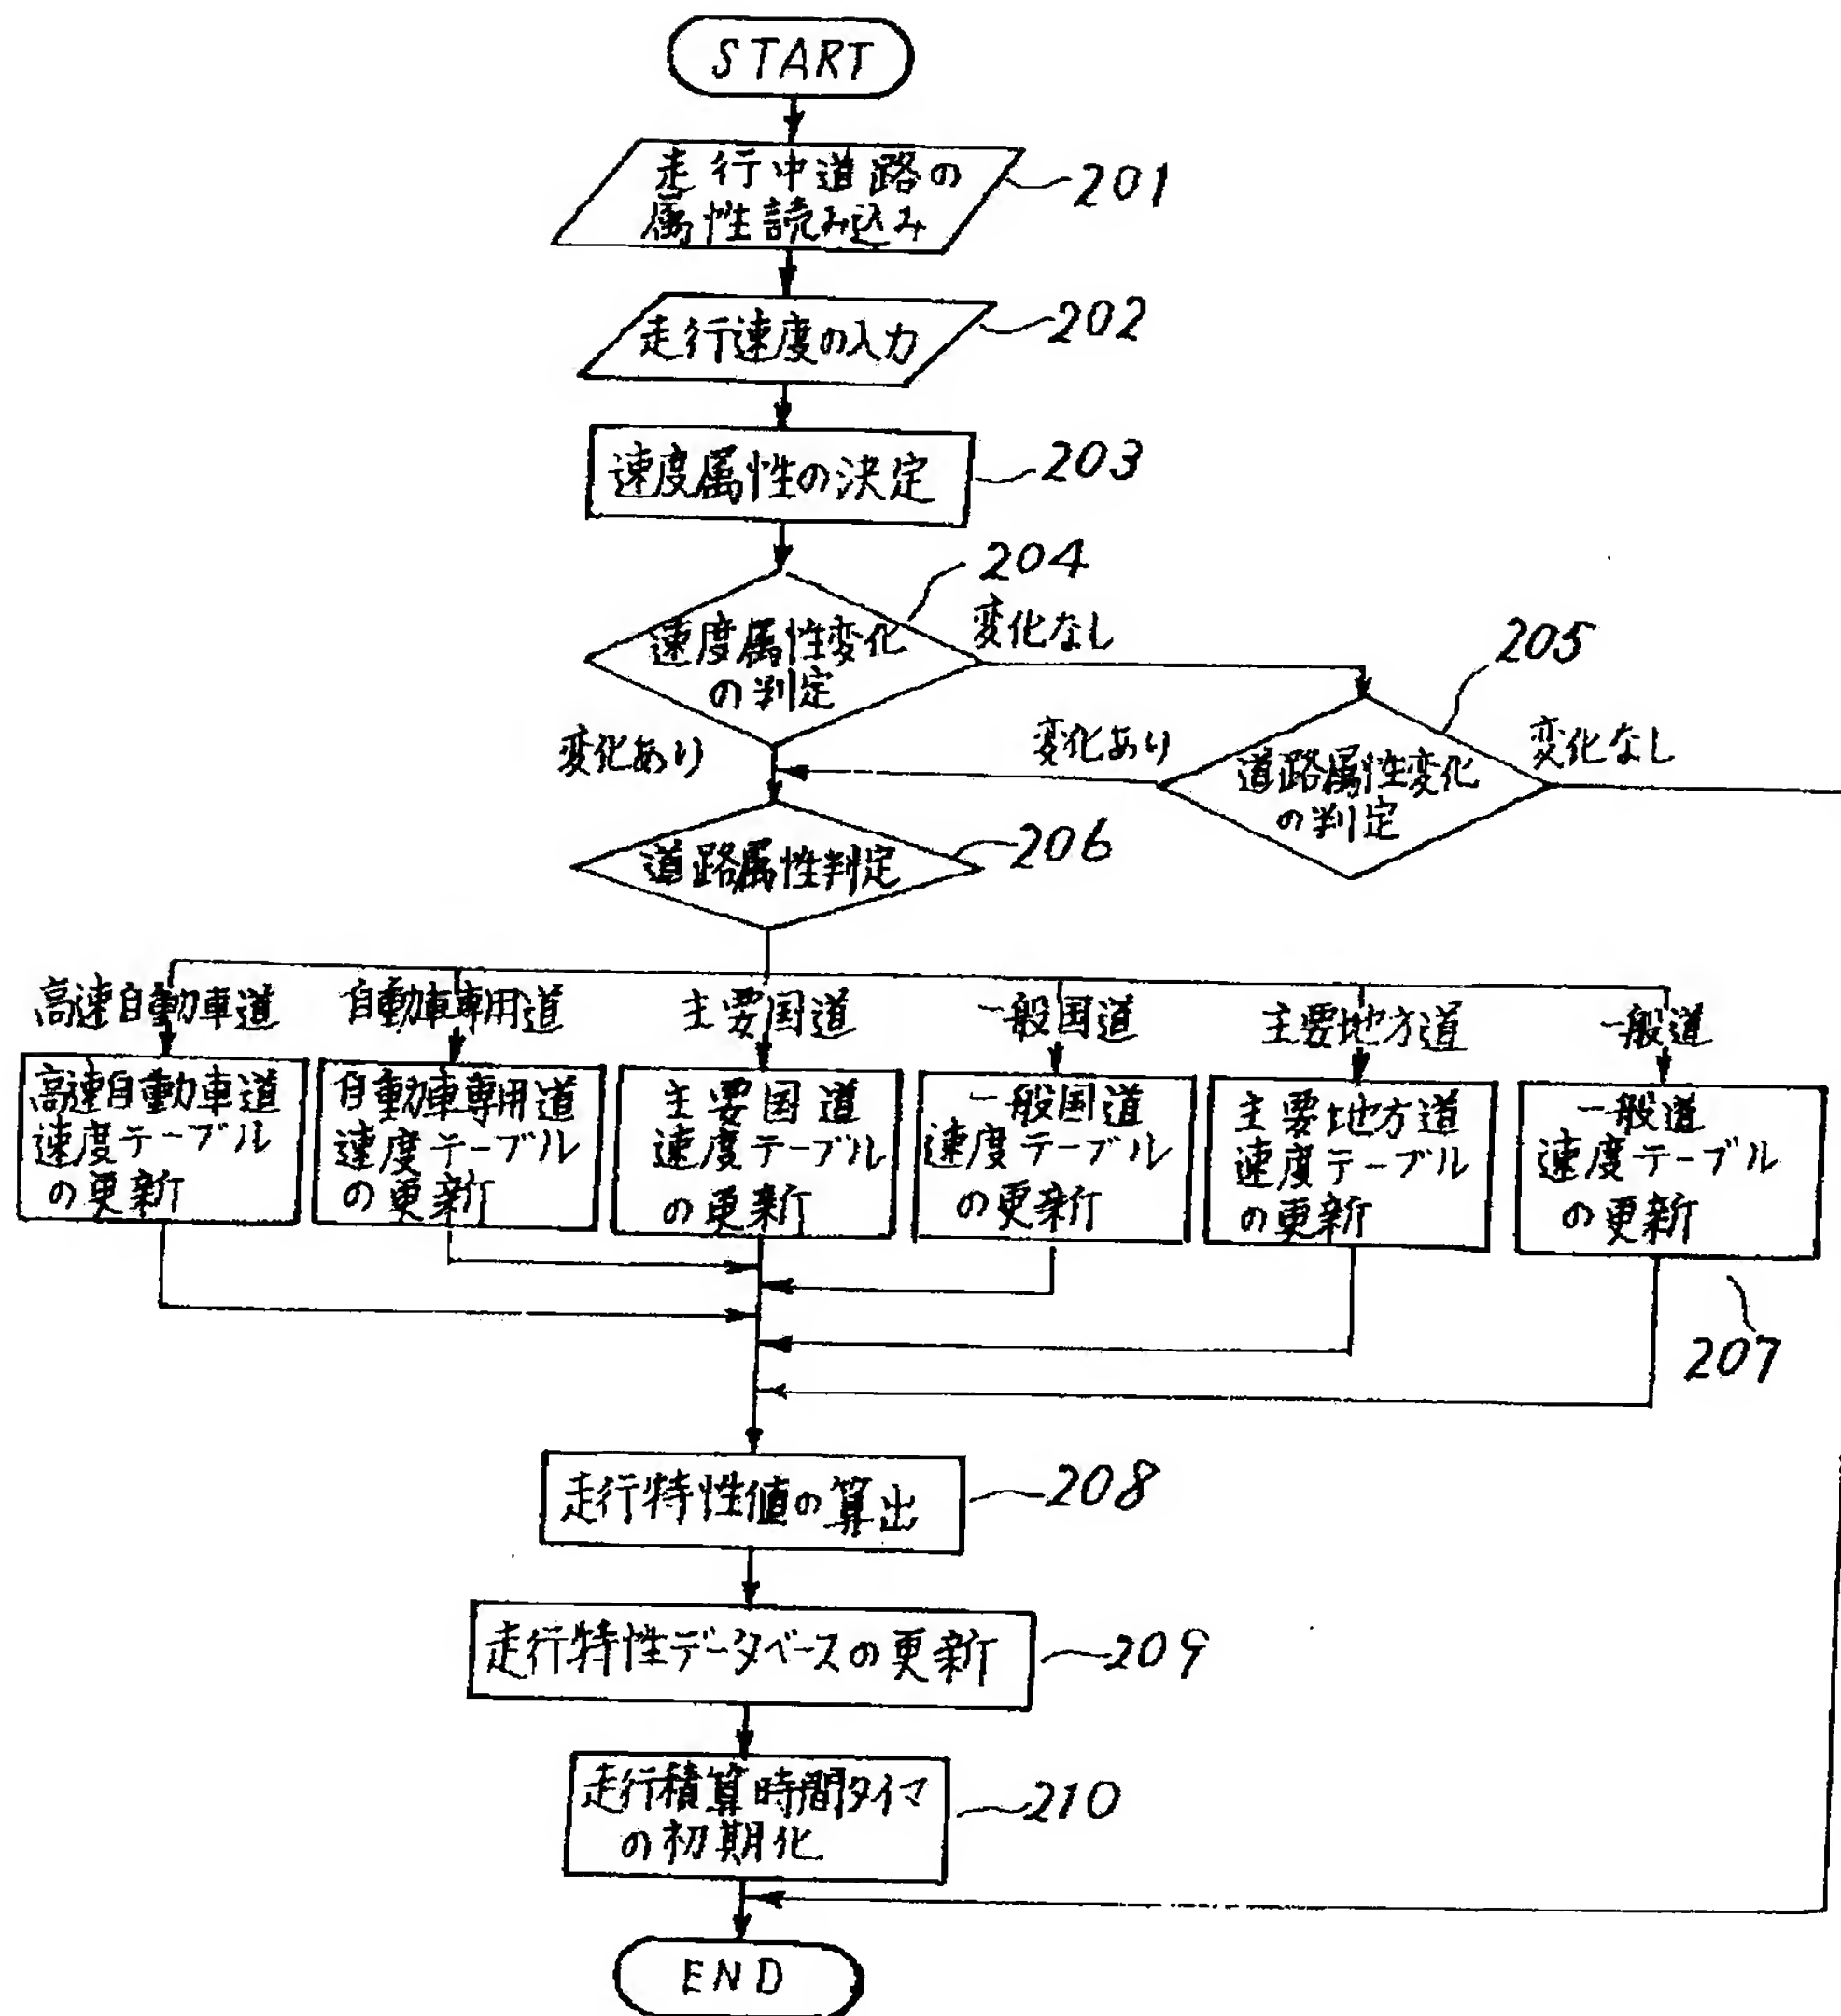 START
走行中道路の
属性読み込み
201
走行速度の入力
202
速度属性の決定
203
204
速度属性変化
の判定
変化なし
205
変化あり
変化あり
道路属性変化
の判定
変化なし
道路属性判定
206
高速自動車道
自動車専用道
主要国道
一般国道
主要地方道
一般道
高速自動車道
速度テーブル
の更新
自動車専用道
速度テーブル
の更新
主要国道
速度テーブル
の更新
一般国道
速度テーブル
の更新
主要地方道
速度テーブル
の更新
一般道
速度テーブル
の更新
207
走行特性値の算出
208
走行特性データベースの更新
209
走行積算時間タイマ
の初期化
210
END